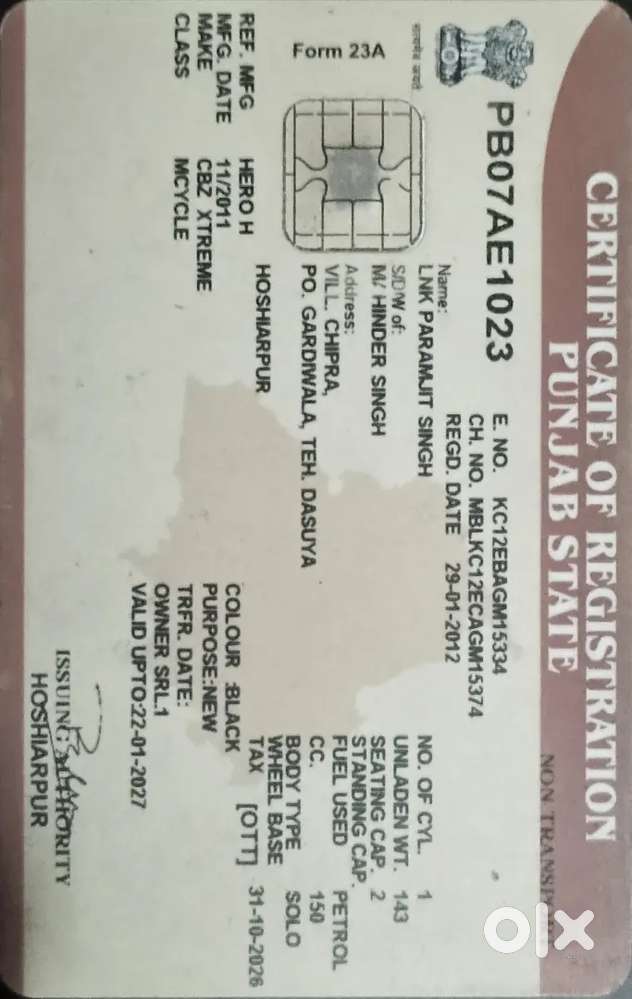 CERTIFICATE OF REGISTRATION
PUNJAB STATE
NON TRANSPORT
PB07AE1023
E. NO. KC12EBAGM15334
CH. NO. MBLKC12ECAGM15374
REGD. DATE 29-01-2012
सत्यमेव जयते
Form 23A
Name:
LNK PARAMJIT SINGH
S/D/W of:
M/ HINDER SINGH
Address:
VILL. CHIPRA,
PO. GARDIWALA, TEH. DASUYA
HOSHIARPUR
NO. OF CYL. 1
UNLADEN WT. 143
SEATING CAP. 2
STANDING CAP.
FUEL USED PETROL
CC. 150
BODY TYPE SOLO
WHEEL BASE
TAX [OTT] 31-10-2026
REF. MFG HERO H
MFG. DATE 11/2011
MAKE CBZ XTREME
CLASS MCYCLE
COLOUR :BLACK
PURPOSE:NEW
TRFR. DATE:
OWNER SRL.1
VALID UPTO:22-01-2027
ISSUING AUTHORITY
HOSHIARPUR
olx